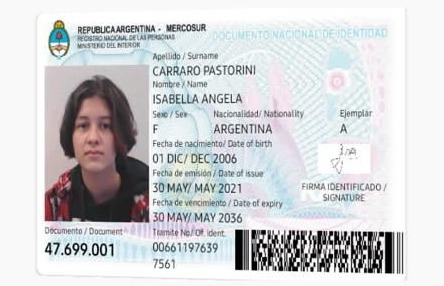 REPUBLICA ARGENTINA - MERCOSUR
REGISTRO NACIONAL DE LAS PERSONAS
MINISTERIO DEL INTERIOR
DOCUMENTO NACIONAL DE IDENTIDAD
Apellido / Surname
CARRARO PASTORINI
Nombre / Name
ISABELLA ANGELA
Sexo / Sex Nacionalidad/ Nationality Ejemplar
F ARGENTINA A
Fecha de nacimiento/ Date of birth
01 DIC/ DEC 2006
Fecha de emisión / Date of issue
30 MAY/ MAY 2021
FIRMA IDENTIFICADO /
SIGNATURE
Fecha de vencimiento / Date of expiry
30 MAY/ MAY 2036
Documento / Document
47.699.001
Tramite No/ Of. ident.
00661197639
7561